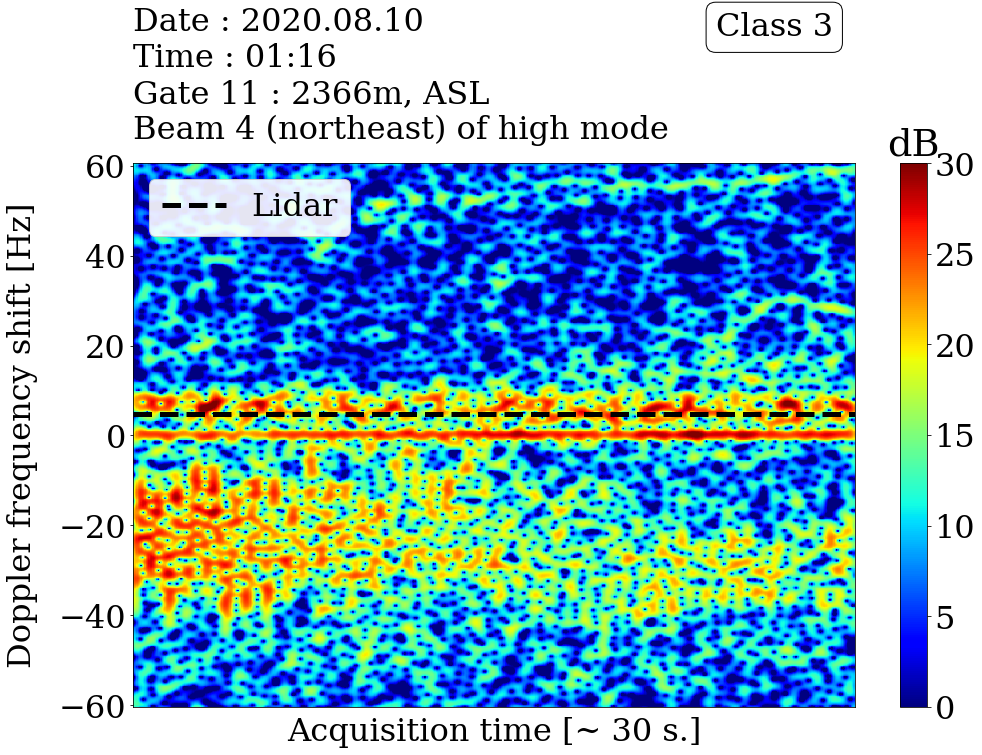 Date : 2020.08.10
Time : 01:16
Gate 11 : 2366m, ASL
Beam 4 (northeast) of high mode
Class 3
dB
Lidar
60
40
20
0
−20
−40
−60
Doppler frequency shift [Hz]
Acquisition time [~ 30 s.]
30
25
20
15
10
5
0